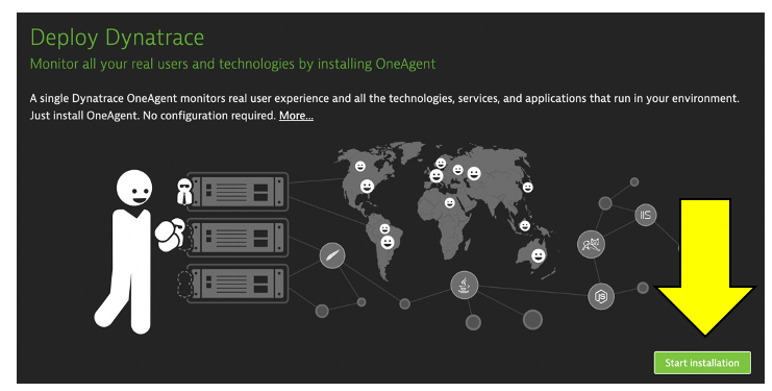 Deploy Dynatrace
Monitor all your real users and technologies by installing OneAgent
A single Dynatrace OneAgent monitors real user experience and all the technologies, services, and applications that run in your environment.
Just install OneAgent. No configuration required. More...
IIS
JS
Start installation